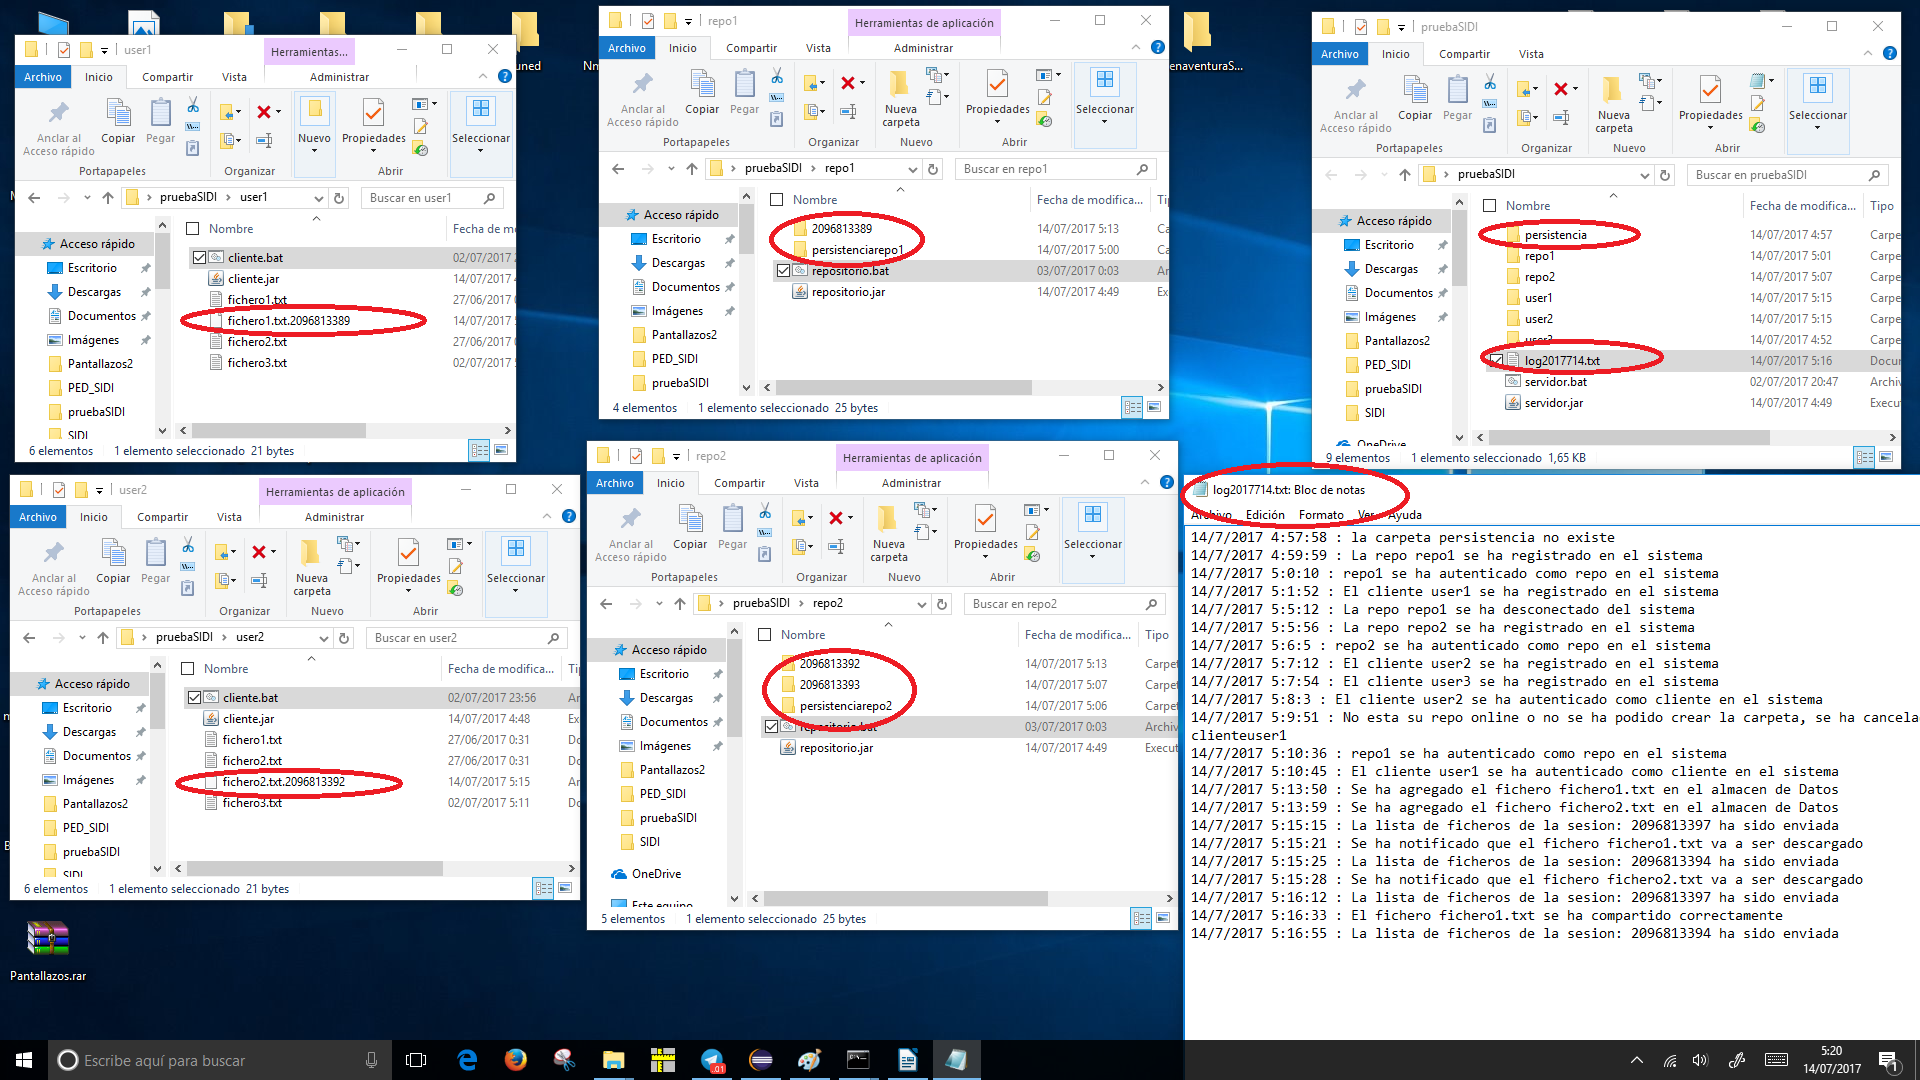 user1
Herramientas...
Archivo Inicio Compartir Vista Administrar
Anclar al Acceso rápido
Copiar
Pegar
Nuevo
Propiedades
Seleccionar
Portapapeles Organizar Abrir
pruebaSIDI > user1
Buscar en user1
Acceso rápido
Escritorio
Descargas
Documentos
Imágenes
Pantallazos2
PED_SIDI
pruebaSIDI
SIDI
Nombre Fecha
cliente.bat 02/07/2017 2
cliente.jar 14/07/2017 4
fichero1.txt 27/06/2017 0
fichero1.txt.2096813389 14/07/2017
fichero2.txt 27/06/2017 0
fichero3.txt 02/07/2017
6 elementos 1 elemento seleccionado 21 bytes
user2
Herramientas de aplicación
Archivo Inicio Compartir Vista Administrar
Anclar al Acceso rápido
Copiar
Pegar
Nueva carpeta
Propiedades
Seleccionar
Portapapeles Organizar Nuevo Abrir
pruebaSIDI > user2
Buscar en user2
Acceso rápido
Escritorio
Descargas
Documentos
Imágenes
Pantallazos2
PED_SIDI
pruebaSIDI
SIDI
Nombre Fecha de modifica...
cliente.bat 02/07/2017 23:56
cliente.jar 14/07/2017 4:48
fichero1.txt 27/06/2017 0:31
fichero2.txt 27/06/2017 0:31
fichero2.txt.2096813392 14/07/2017 5:15
fichero3.txt 02/07/2017 5:11
6 elementos 1 elemento seleccionado 21 bytes
Pantallazos.rar
repo1
Herramientas de aplicación
Archivo Inicio Compartir Vista Administrar
Anclar al Acceso rápido
Copiar
Pegar
Nueva carpeta
Propiedades
Seleccionar
Portapapeles Organizar Nuevo Abrir
pruebaSIDI > repo1
Buscar en repo1
Acceso rápido
Escritorio
Descargas
Documentos
Imágenes
Pantallazos2
PED_SIDI
pruebaSIDI
Nombre Fecha de modifica...
2096813389 14/07/2017 5:13
persistenciarepo1 14/07/2017 5:00
repositorio.bat 03/07/2017 0:03
repositorio.jar 14/07/2017 4:49
4 elementos 1 elemento seleccionado 25 bytes
repo2
Herramientas de aplicación
Archivo Inicio Compartir Vista Administrar
Anclar al Acceso rápido
Copiar
Pegar
Nueva carpeta
Propiedades
Seleccionar
Portapapeles Organizar Nuevo Abrir
pruebaSIDI > repo2
Buscar en repo2
Acceso rápido
Escritorio
Descargas
Documentos
Imágenes
Pantallazos2
PED_SIDI
pruebaSIDI
SIDI
OneDrive
Este equipo
Nombre Fecha de modifica... Tipo
2096813392 14/07/2017 5:13 Carpet
2096813393 14/07/2017 5:07 Carpet
persistenciarepo2 14/07/2017 5:06 Carpet
repositorio.bat 03/07/2017 0:03 Archiv
repositorio.jar 14/07/2017 4:49 Execut
5 elementos 1 elemento seleccionado 25 bytes
pruebaSIDI
Archivo Inicio Compartir Vista
Anclar al Acceso rápido
Copiar
Pegar
Nueva carpeta
Propiedades
Seleccionar
Portapapeles Organizar Nuevo Abrir
pruebaSIDI
Buscar en pruebaSIDI
Acceso rápido
Escritorio
Descargas
Documentos
Imágenes
Pantallazos2
PED_SIDI
pruebaSIDI
SIDI
OneDrive
Nombre Fecha de modifica... Tipo
persistencia 14/07/2017 4:57 Carpe
repo1 14/07/2017 5:01 Carpe
repo2 14/07/2017 5:07 Carpe
user1 14/07/2017 5:15 Carpe
user2 14/07/2017 5:15 Carpe
user3 14/07/2017 4:52 Carpe
log2017714.txt 14/07/2017 5:16 Docur
servidor.bat 02/07/2017 20:47 Archiv
servidor.jar 14/07/2017 4:49 Execu
9 elementos 1 elemento seleccionado 1,65 KB
log2017714.txt: Bloc de notas
Archivo Edición Formato Ver Ayuda
14/7/2017 4:57:58 : la carpeta persistencia no existe
14/7/2017 4:59:59 : La repo repo1 se ha registrado en el sistema
14/7/2017 5:0:10 : repo1 se ha autenticado como repo en el sistema
14/7/2017 5:1:52 : El cliente user1 se ha registrado en el sistema
14/7/2017 5:5:12 : La repo repo1 se ha desconectado del sistema
14/7/2017 5:5:56 : La repo repo2 se ha registrado en el sistema
14/7/2017 5:6:5 : repo2 se ha autenticado como repo en el sistema
14/7/2017 5:7:12 : El cliente user2 se ha registrado en el sistema
14/7/2017 5:7:54 : El cliente user3 se ha registrado en el sistema
14/7/2017 5:8:3 : El cliente user2 se ha autenticado como cliente en el sistema
14/7/2017 5:9:51 : No esta su repo online o no se ha podido crear la carpeta, se ha cancelad
clienteuser1
14/7/2017 5:10:36 : repo1 se ha autenticado como repo en el sistema
14/7/2017 5:10:45 : El cliente user1 se ha autenticado como cliente en el sistema
14/7/2017 5:13:50 : Se ha agregado el fichero fichero1.txt en el almacen de Datos
14/7/2017 5:13:59 : Se ha agregado el fichero fichero2.txt en el almacen de Datos
14/7/2017 5:15:15 : La lista de ficheros de la sesion: 2096813397 ha sido enviada
14/7/2017 5:15:21 : Se ha notificado que el fichero fichero1.txt va a ser descargado
14/7/2017 5:15:25 : La lista de ficheros de la sesion: 2096813394 ha sido enviada
14/7/2017 5:15:28 : Se ha notificado que el fichero fichero2.txt va a ser descargado
14/7/2017 5:16:12 : La lista de ficheros de la sesion: 2096813397 ha sido enviada
14/7/2017 5:16:33 : El fichero fichero1.txt se ha compartido correctamente
14/7/2017 5:16:55 : La lista de ficheros de la sesion: 2096813394 ha sido enviada
Escribe aquí para buscar
5:20
14/07/2017